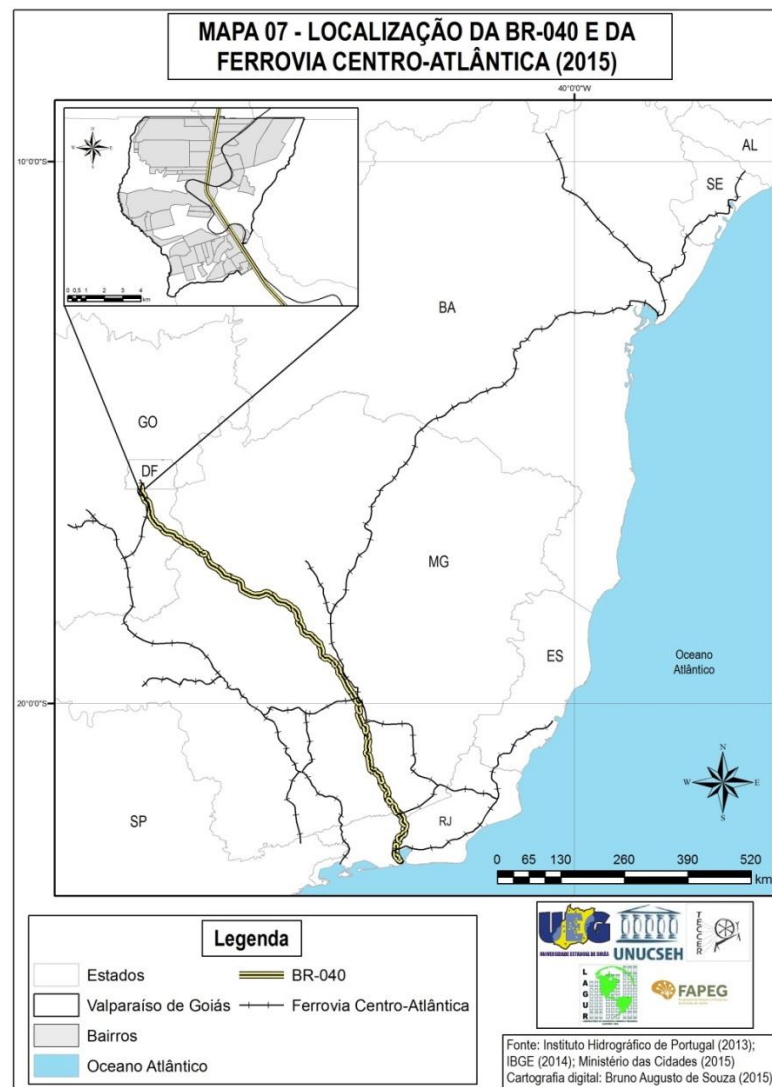 MAPA 07 - LOCALIZAÇÃO DA BR-040 E DA
FERROVIA CENTRO-ATLÂNTICA (2015)
40°0'0"W
10°0'0"S
N
W E
S
0 0,5 1 2 3 4
km
AL
SE
BA
GO
DF
MG
ES
Oceano
Atlântico
20°0'0"S
N
W E
S
SP
RJ
0 65 130 260 390 520
km
Legenda
Estados
BR-040
Valparaíso de Goiás
Ferrovia Centro-Atlântica
Bairros
Oceano Atlântico
UEG
UNIVERSIDADE ESTADUAL DE GOIÁS
UNUCSEH
TECCER
LAGUR
FAPEG
Fonte: Instituto Hidrográfico de Portugal (2013);
IBGE (2014); Ministério das Cidades (2015)
Cartografia digital: Bruno Augusto de Souza (2015)